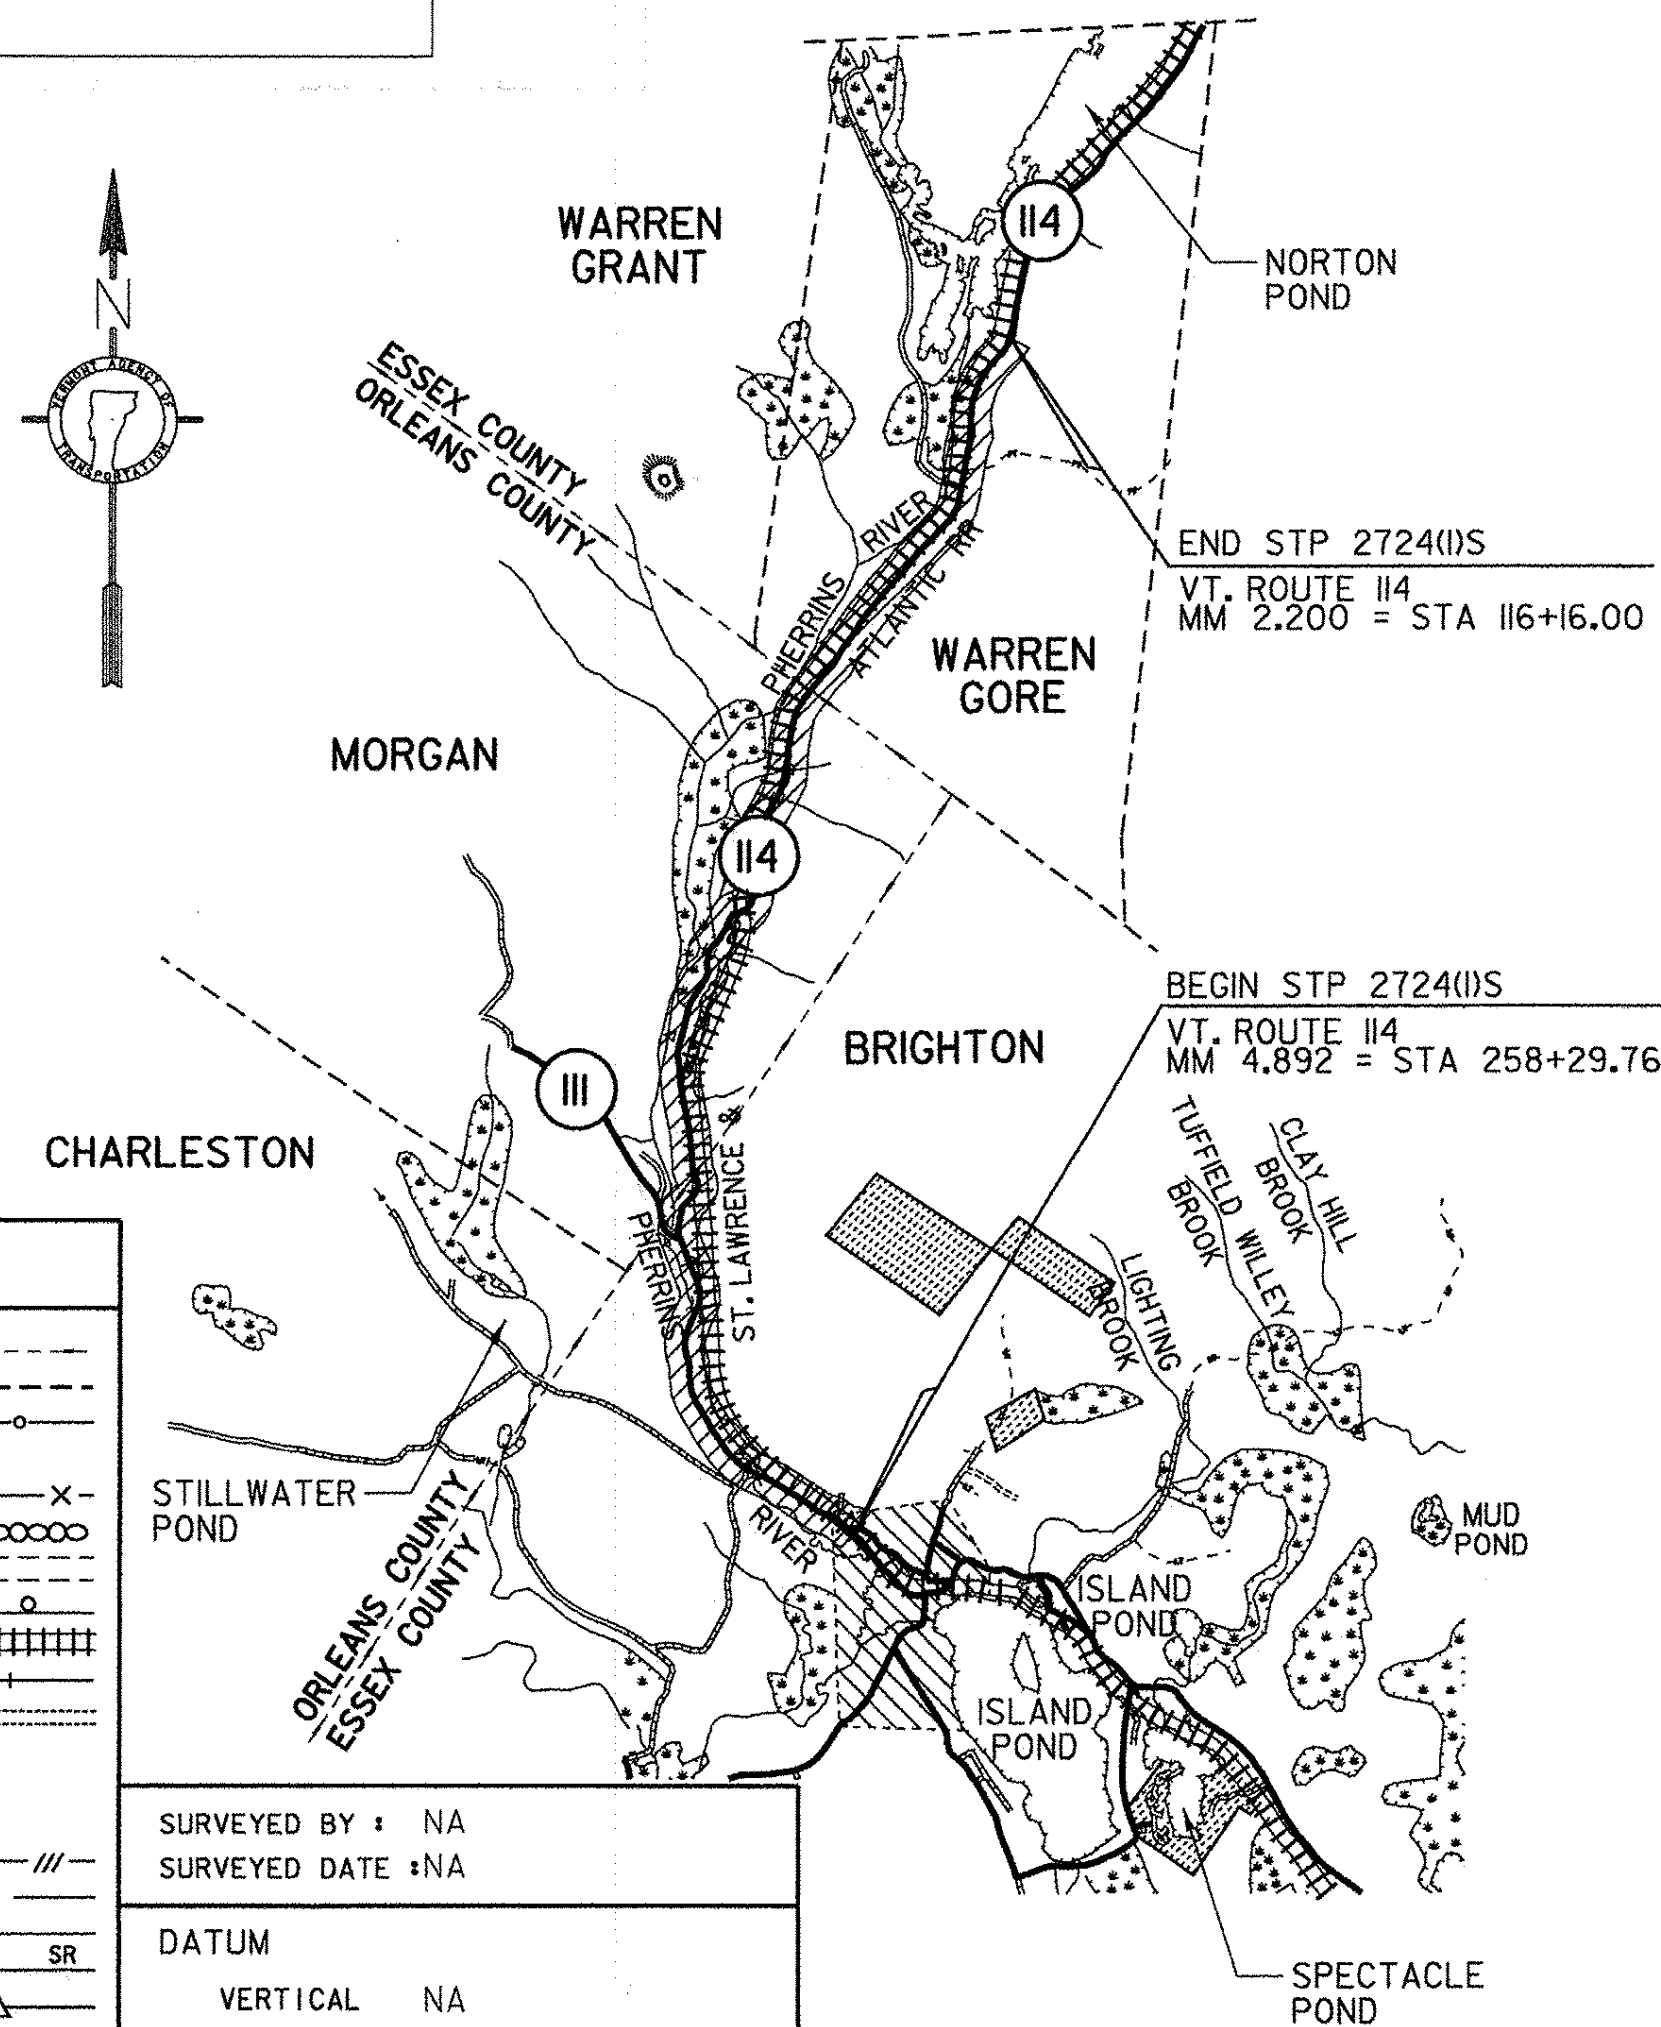 WARREN
GRANT
114
NORTON
POND
N
VERMONT AGENCY OF
TRANSPORTATION
ESSEX COUNTY
ORLEANS COUNTY
PHERRINS
RIVER
ATLANTIC RR
END STP 2724(1)S
VT. ROUTE 114
MM 2.200 = STA 116+16.00
WARREN
GORE
MORGAN
114
BEGIN STP 2724(1)S
VT. ROUTE 114
MM 4.892 = STA 258+29.76
BRIGHTON
111
CHARLESTON
ST. LAWRENCE &
PHERRINS
RIVER
TUFFIELD WILLEY
BROOK
CLAY HILL
BROOK
LIGHTING
BROOK
STILLWATER
POND
MUD
POND
ORLEANS COUNTY
ESSEX COUNTY
ISLAND
POND
ISLAND
POND
SURVEYED BY : NA
SURVEYED DATE : NA
DATUM
VERTICAL NA
SR
SPECTACLE
POND